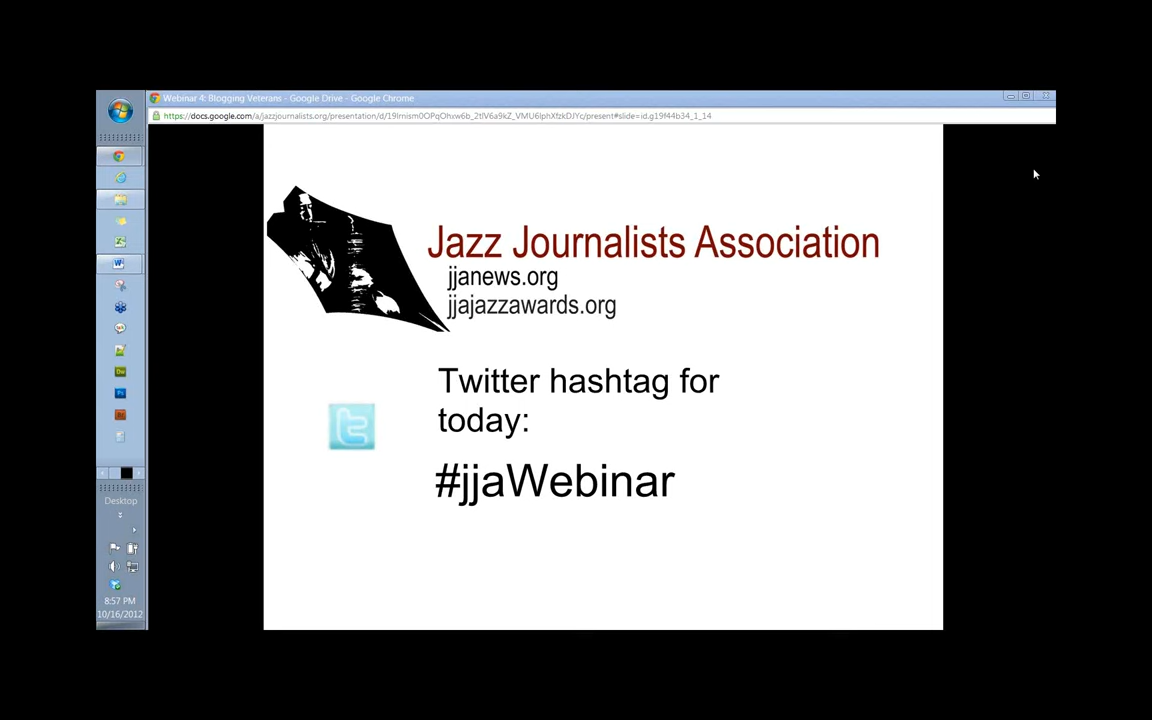 Webinar 4: Blogging Veterans - Google Drive - Google Chrome
Jazz Journalists Association
jjanews.org
jjajazzawards.org
Twitter hashtag for
today:
#jjaWebinar
Desktop
8:57 PM
10/16/2012